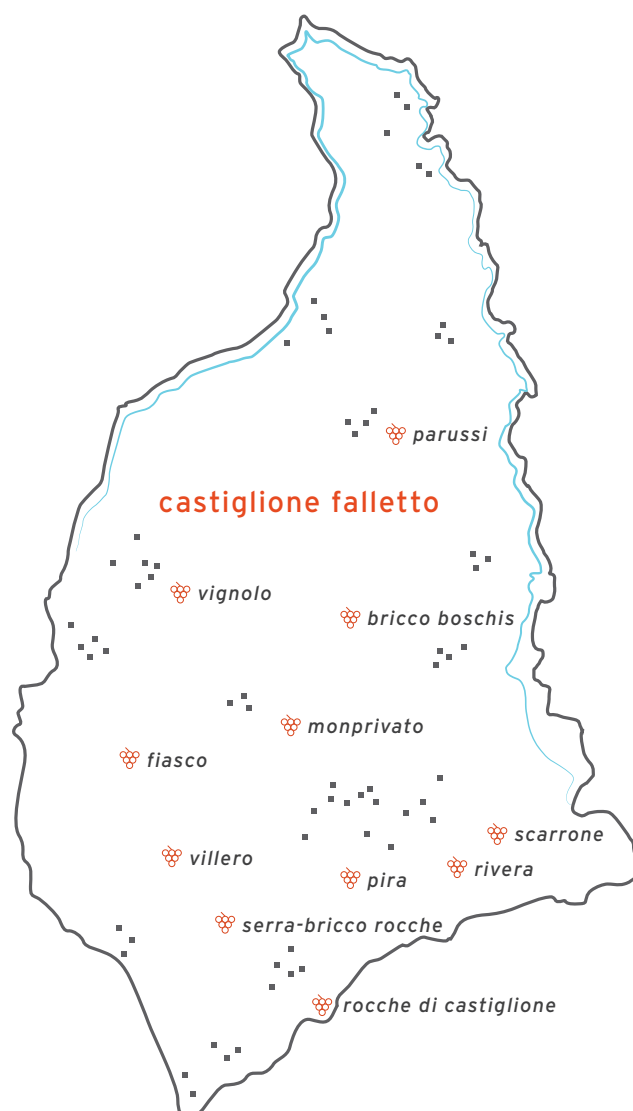 parussi
castiglione falletto
vignolo
bricco boschis
monprivato
fiasco
scarrone
villero
rivera
pira
serra-bricco rocche
rocche di castiglione